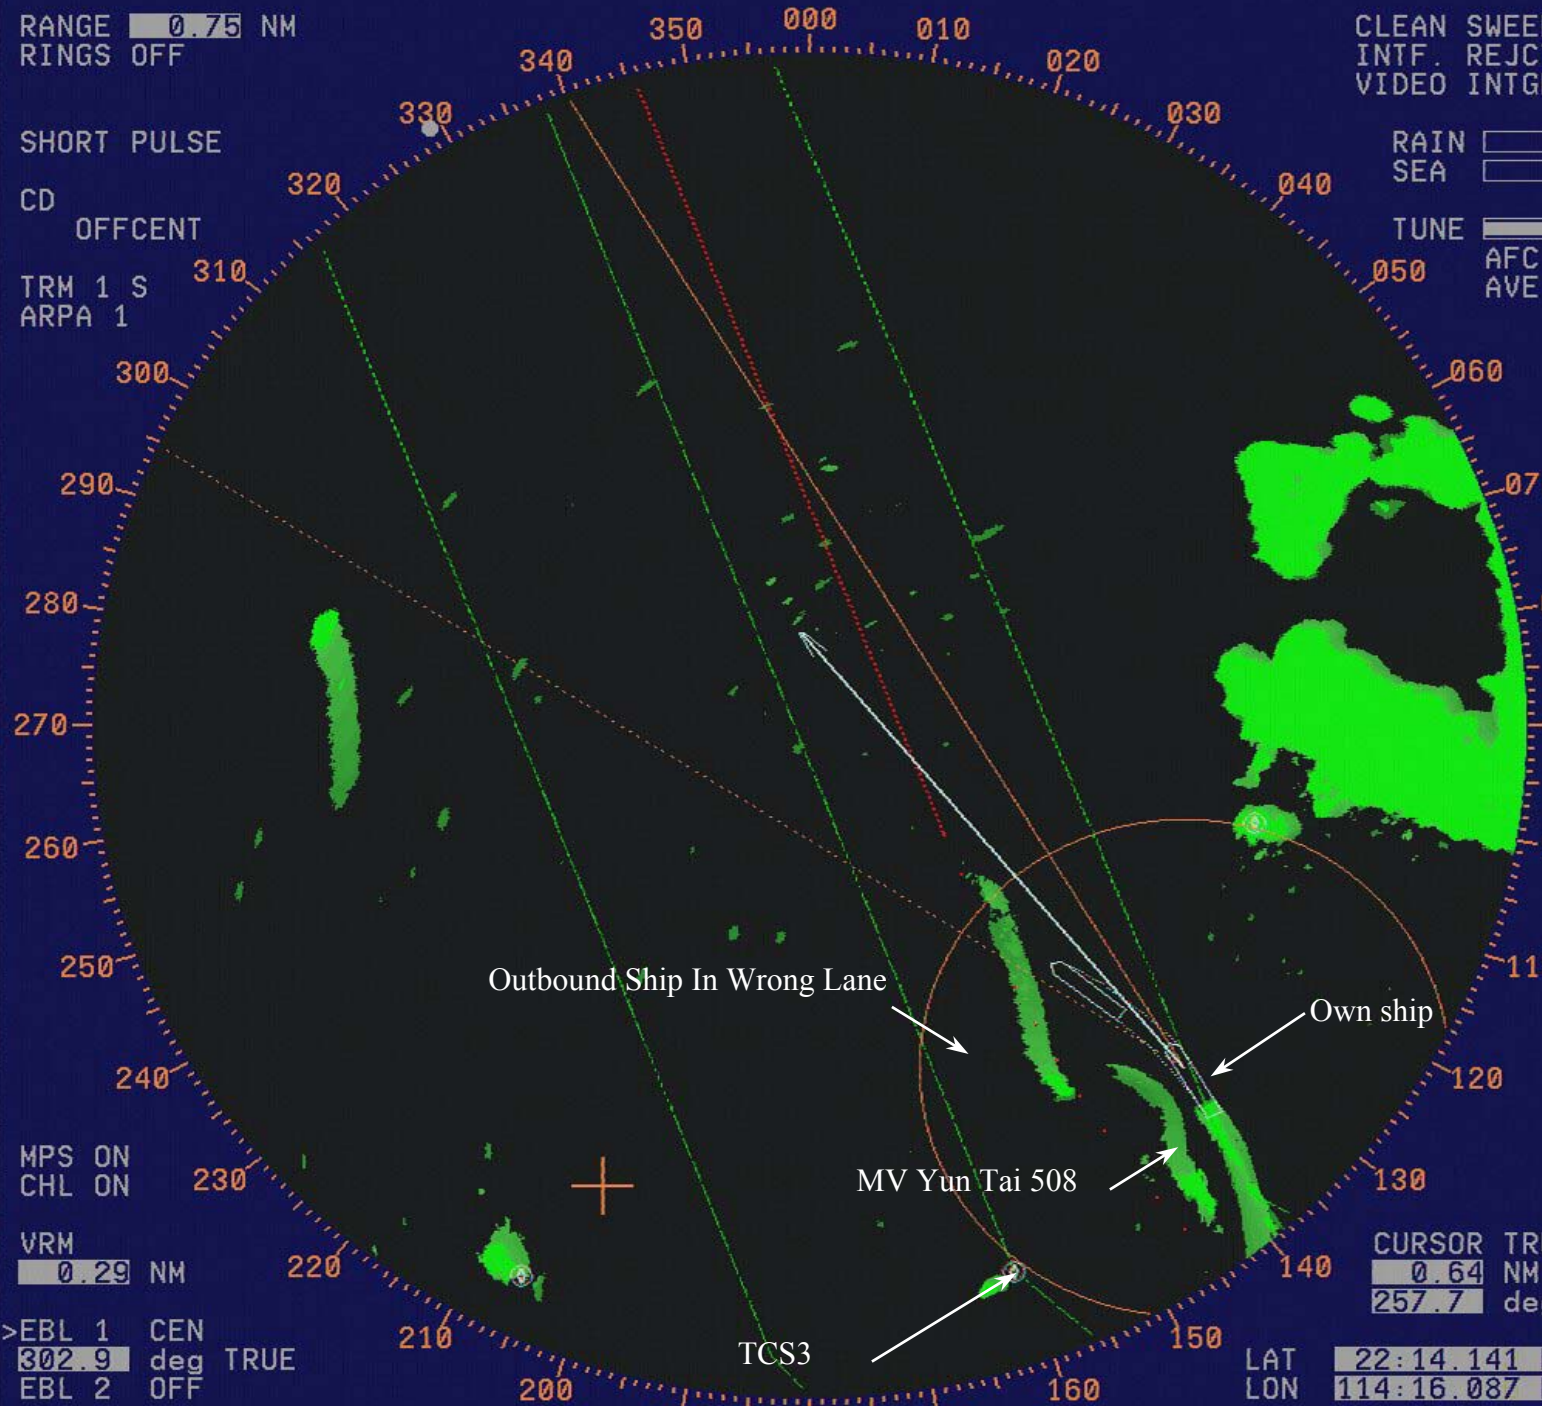 RANGE 0.75 NM
RINGS OFF
SHORT PULSE
CD
OFFCENT
TRM 1 S
ARPA 1
000
010
020
030
040
050
060
07
11
120
130
140
150
160
200
210
220
230
240
250
260
270
280
290
300
310
320
330
340
350
CLEAN SWEE
INTF. REJC
VIDEO INTG
RAIN
SEA
TUNE
AFC
AVE
Outbound Ship In Wrong Lane
Own ship
MV Yun Tai 508
TCS3
MPS ON
CHL ON
VRM
0.29 NM
>EBL 1 CEN
302.9 deg TRUE
EBL 2 OFF
CURSOR TR
0.64 NM
257.7 de
LAT 22:14.141
LON 114:16.087